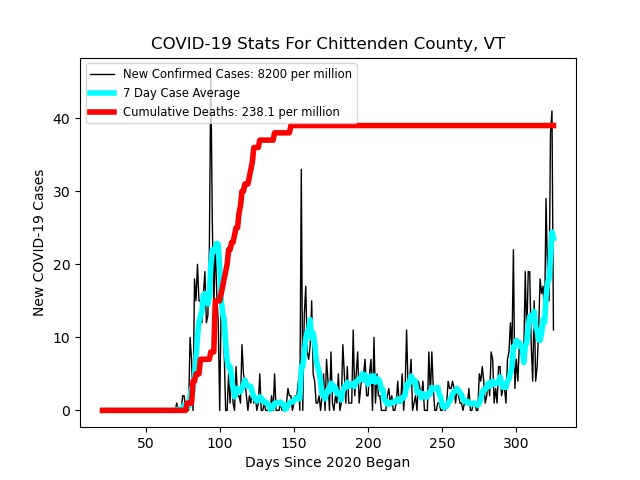 COVID-19 Stats For Chittenden County, VT
New Confirmed Cases: 8200 per million
7 Day Case Average
Cumulative Deaths: 238.1 per million
New COVID-19 Cases
40
30
20
10
0
50 100 150 200 250 300
Days Since 2020 Began